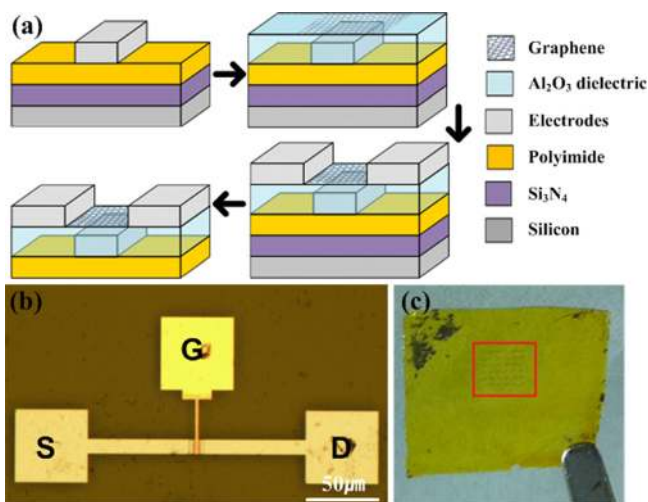 (a)
Graphene
Al₂O₃ dielectric
Electrodes
Polyimide
Si₃N₄
Silicon
(b)
G
S
D
50μm
(c)